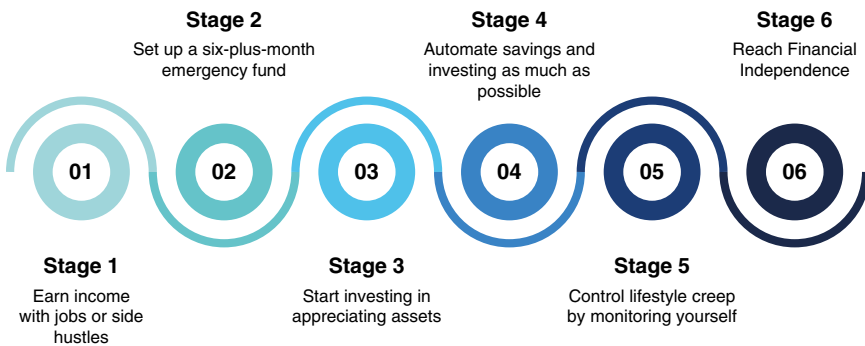 Stage 2
Set up a six-plus-month
emergency fund
Stage 4
Automate savings and
investing as much as
possible
Stage 6
Reach Financial
Independence
01
02
03
04
05
06
Stage 1
Earn income
with jobs or side
hustles
Stage 3
Start investing in
appreciating assets
Stage 5
Control lifestyle creep
by monitoring yourself